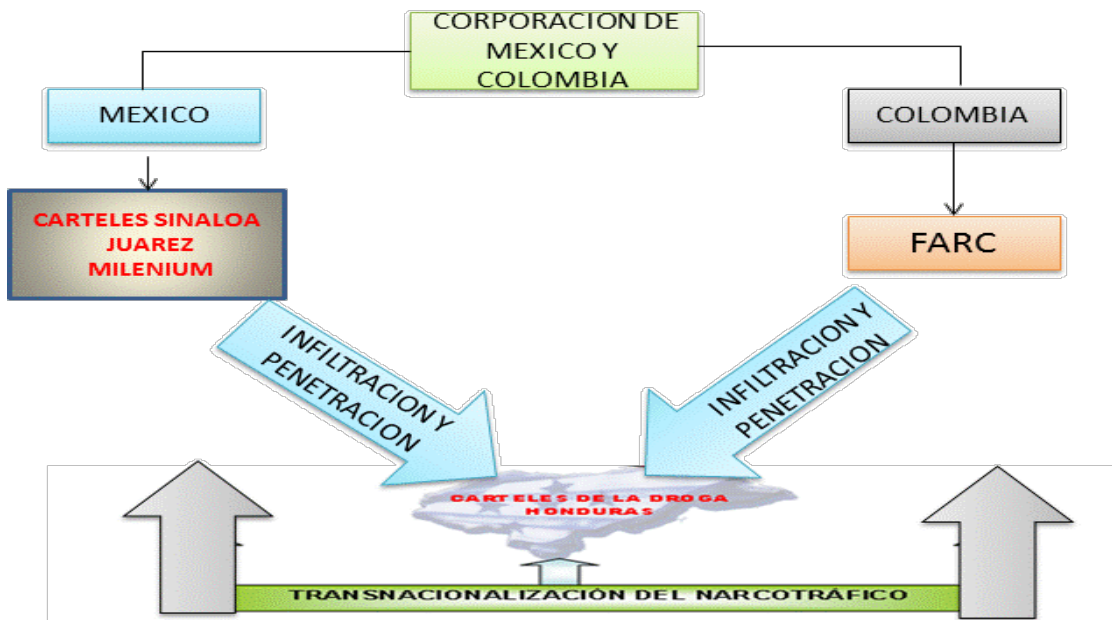 CORPORACION DE
MEXICO Y
COLOMBIA
MEXICO
COLOMBIA
CARTELES SINALOA
JUAREZ
MILENIUM
FARC
INFILTRACION Y
PENETRACION
INFILTRACION Y
PENETRACION
CARTELES DE LA DROGA
HONDURAS
TRANSNACIONALIZACIÓN DEL NARCOTRÁFICO